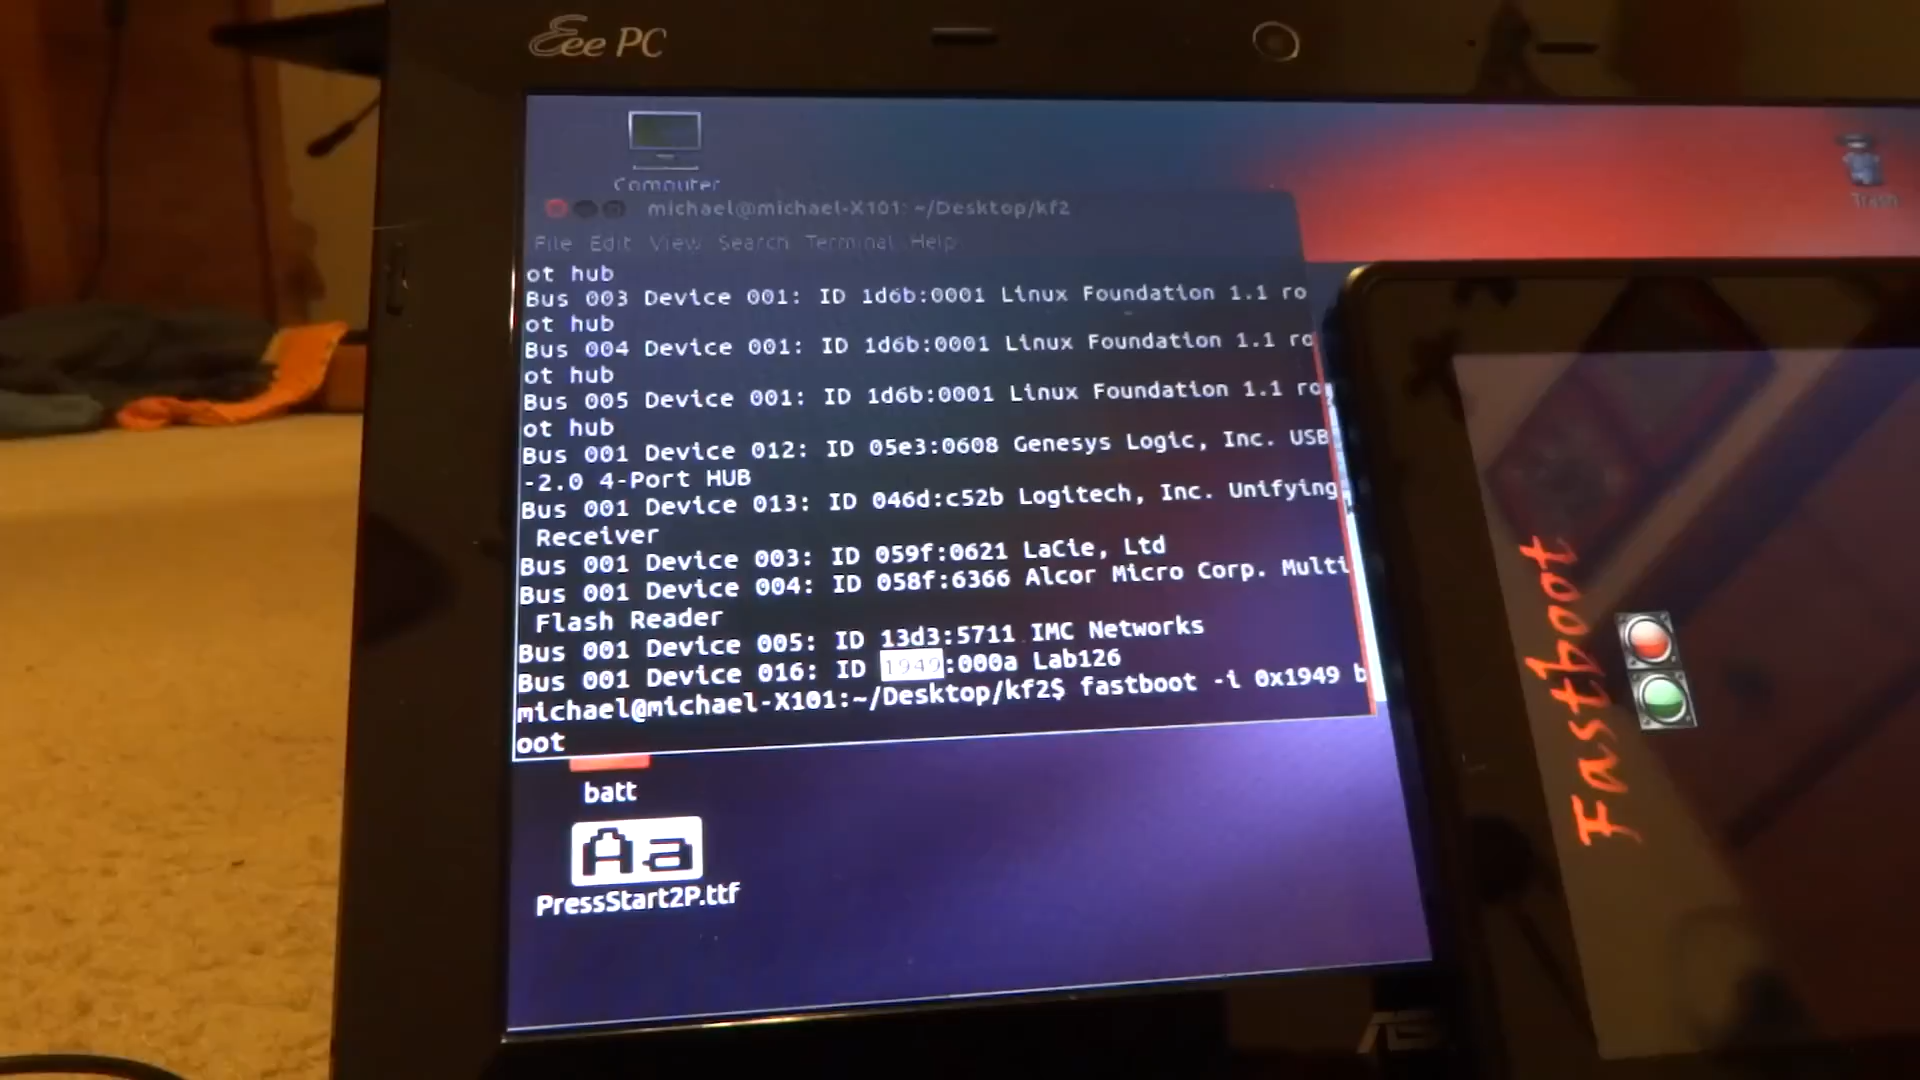 Eee PC
Computer
Trash
michael@michael-X101: ~/Desktop/kf2
File Edit View Search Terminal Help
ot hub
Bus 003 Device 001: ID 1d6b:0001 Linux Foundation 1.1 ro
ot hub
Bus 004 Device 001: ID 1d6b:0001 Linux Foundation 1.1 ro
ot hub
Bus 005 Device 001: ID 1d6b:0001 Linux Foundation 1.1 ro
ot hub
Bus 001 Device 012: ID 05e3:0608 Genesys Logic, Inc. USB
-2.0 4-Port HUB
Bus 001 Device 013: ID 046d:c52b Logitech, Inc. Unifying
Receiver
Bus 001 Device 003: ID 059f:0621 LaCie, Ltd
Bus 001 Device 004: ID 058f:6366 Alcor Micro Corp. Multi
Flash Reader
Bus 001 Device 005: ID 13d3:5711 IMC Networks
Bus 001 Device 016: ID 1949:000a Lab126
michael@michael-X101:~/Desktop/kf2$ fastboot -i 0x1949 b
oot
batt
Aa
PressStart2P.ttf
Fastboot